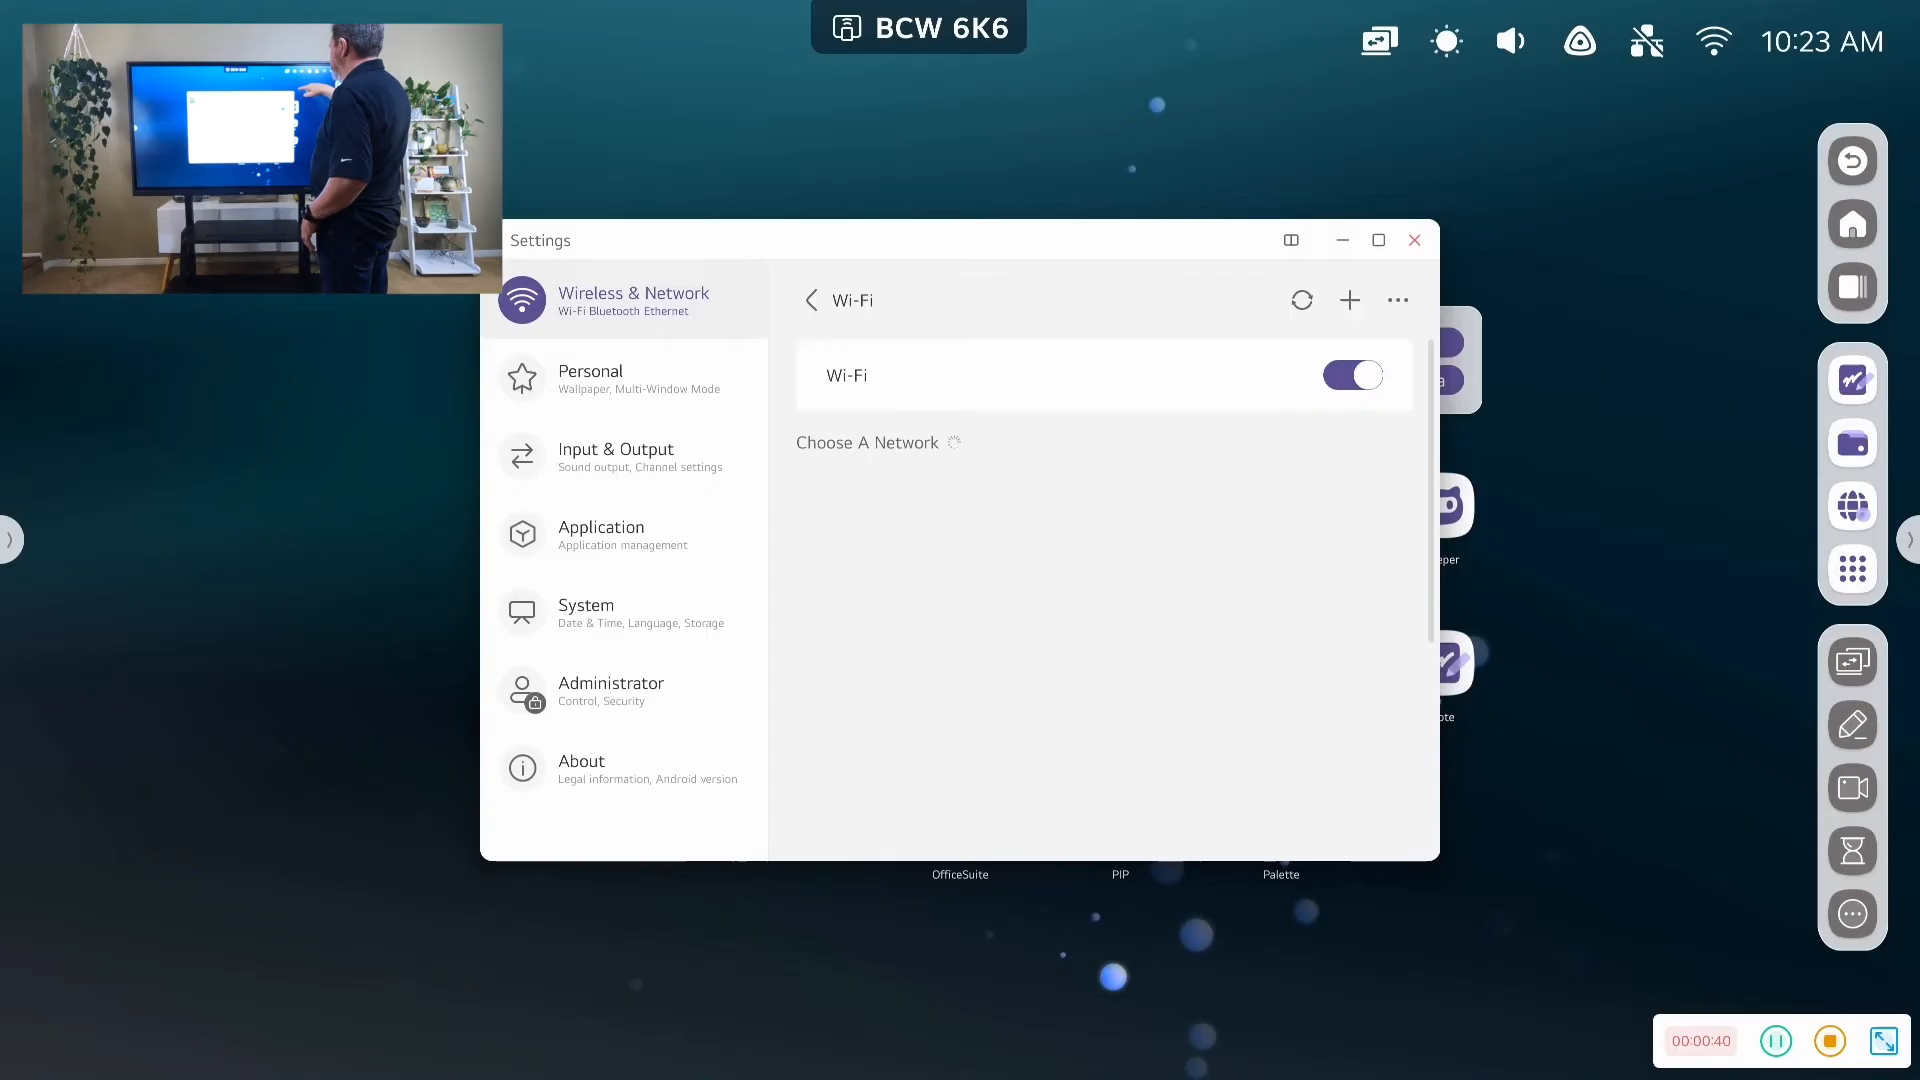 BCW 6K6
10:23 AM
Settings
Wireless & Network
Wi-Fi Bluetooth Ethernet
Personal
Wallpaper, Multi-Window Mode
Input & Output
Sound output, Channel settings
Application
Application management
System
Date & Time, Language, Storage
Administrator
Control, Security
About
Legal information, Android version
Wi-Fi
Wi-Fi
Choose A Network
a
eper
ote
OfficeSuite
PIP
Palette
00:00:40